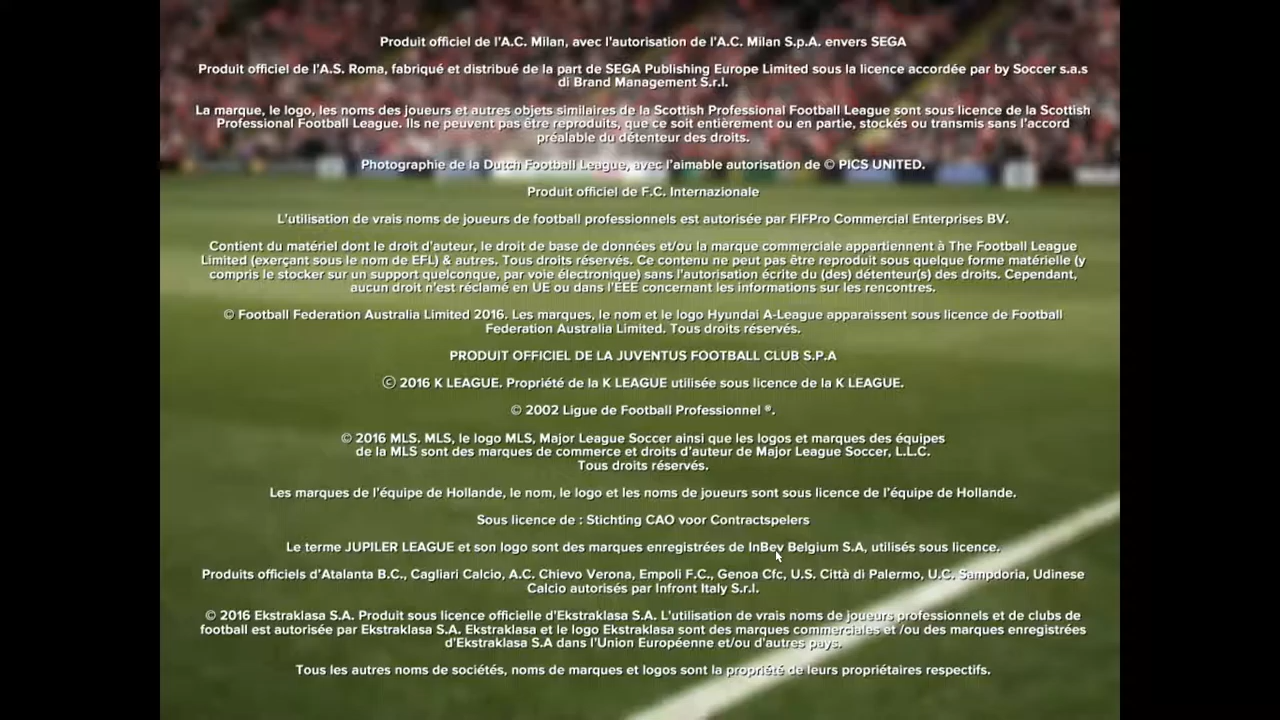 Produit officiel de l'A.C. Milan, avec l'autorisation de l'A.C. Milan S.p.A. envers SEGA
Produit officiel de l'A.S. Roma, fabriqué et distribué de la part de SEGA Publishing Europe Limited sous la licence accordée par by Soccer s.a.s
di Brand Management S.r.l.
La marque, le logo, les noms des joueurs et autres objets similaires de la Scottish Professional Football League sont sous licence de la Scottish
Professional Football League. Ils ne peuvent pas être reproduits, que ce soit entièrement ou en partie, stockés ou transmis sans l'accord
préalable du détenteur des droits.
Photographie de la Dutch Football League, avec l'aimable autorisation de © PICS UNITED.
Produit officiel de F.C. Internazionale
L'utilisation de vrais noms de joueurs de football professionnels est autorisée par FIFPro Commercial Enterprises BV.
Contient du matériel dont le droit d'auteur, le droit de base de données et/ou la marque commerciale appartiennent à The Football League
Limited (exerçant sous le nom de EFL) & autres. Tous droits réservés. Ce contenu ne peut pas être reproduit sous quelque forme matérielle (y
compris le stocker sur un support quelconque, par voie électronique) sans l'autorisation écrite du (des) détenteur(s) des droits. Cependant,
aucun droit n'est réclamé en UE ou dans l'EEE concernant les informations sur les rencontres.
© Football Federation Australia Limited 2016. Les marques, le nom et le logo Hyundai A-League apparaissent sous licence de Football
Federation Australia Limited. Tous droits réservés.
PRODUIT OFFICIEL DE LA JUVENTUS FOOTBALL CLUB S.P.A
© 2016 K LEAGUE. Propriété de la K LEAGUE utilisée sous licence de la K LEAGUE.
© 2002 Ligue de Football Professionnel ®.
© 2016 MLS. MLS, le logo MLS, Major League Soccer ainsi que les logos et marques des équipes
de la MLS sont des marques de commerce et droits d'auteur de Major League Soccer, L.L.C.
Tous droits réservés.
Les marques de l'équipe de Hollande, le nom, le logo et les noms de joueurs sont sous licence de l'équipe de Hollande.
Sous licence de : Stichting CAO voor Contractspelers
Le terme JUPILER LEAGUE et son logo sont des marques enregistrées de InBev Belgium S.A, utilisés sous licence.
Produits officiels d'Atalanta B.C., Cagliari Calcio, A.C. Chievo Verona, Empoli F.C., Genoa Cfc, U.S. Città di Palermo, U.C. Sampdoria, Udinese
Calcio autorisés par Infront Italy S.r.l.
© 2016 Ekstraklasa S.A. Produit sous licence officielle d'Ekstraklasa S.A. L'utilisation de vrais noms de joueurs professionnels et de clubs de
football est autorisée par Ekstraklasa S.A. Ekstraklasa et le logo Ekstraklasa sont des marques commerciales et /ou des marques enregistrées
d'Ekstraklasa S.A dans l'Union Européenne et/ou d'autres pays.
Tous les autres noms de sociétés, noms de marques et logos sont la propriété de leurs propriétaires respectifs.